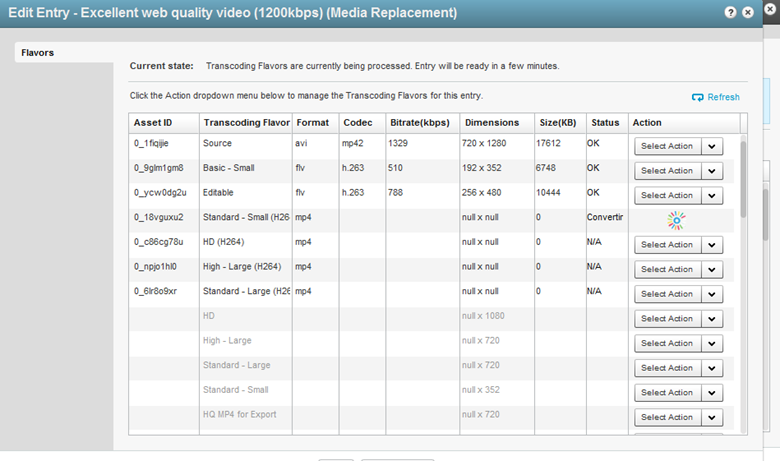 Edit Entry - Excellent web quality video (1200kbps) (Media Replacement)
Flavors
Current state: Transcoding Flavors are currently being processed. Entry will be ready in a few minutes.
Click the Action dropdown menu below to manage the Transcoding Flavors for this entry.
Refresh
Asset ID Transcoding Flavor Format Codec Bitrate(kbps) Dimensions Size(KB) Status Action
0_1fiqijie Source avi mp42 1329 720 x 1280 17612 OK Select Action
0_9glm1gm8 Basic - Small flv h.263 510 192 x 352 6748 OK Select Action
0_ycw0dg2u Editable flv h.263 788 256 x 480 10444 OK Select Action
0_18vguxu2 Standard - Small (H26 mp4 null x null 0 Convertir
0_c86cg78u HD (H264) mp4 null x null 0 N/A Select Action
0_npjo1hl0 High - Large (H264) mp4 null x null 0 N/A Select Action
0_6lr8o9xr Standard - Large (H26 mp4 null x null 0 N/A Select Action
HD null x 1080 Select Action
High - Large null x 720 Select Action
Standard - Large null x 720 Select Action
Standard - Small null x 352 Select Action
HQ MP4 for Export null x 720 Select Action